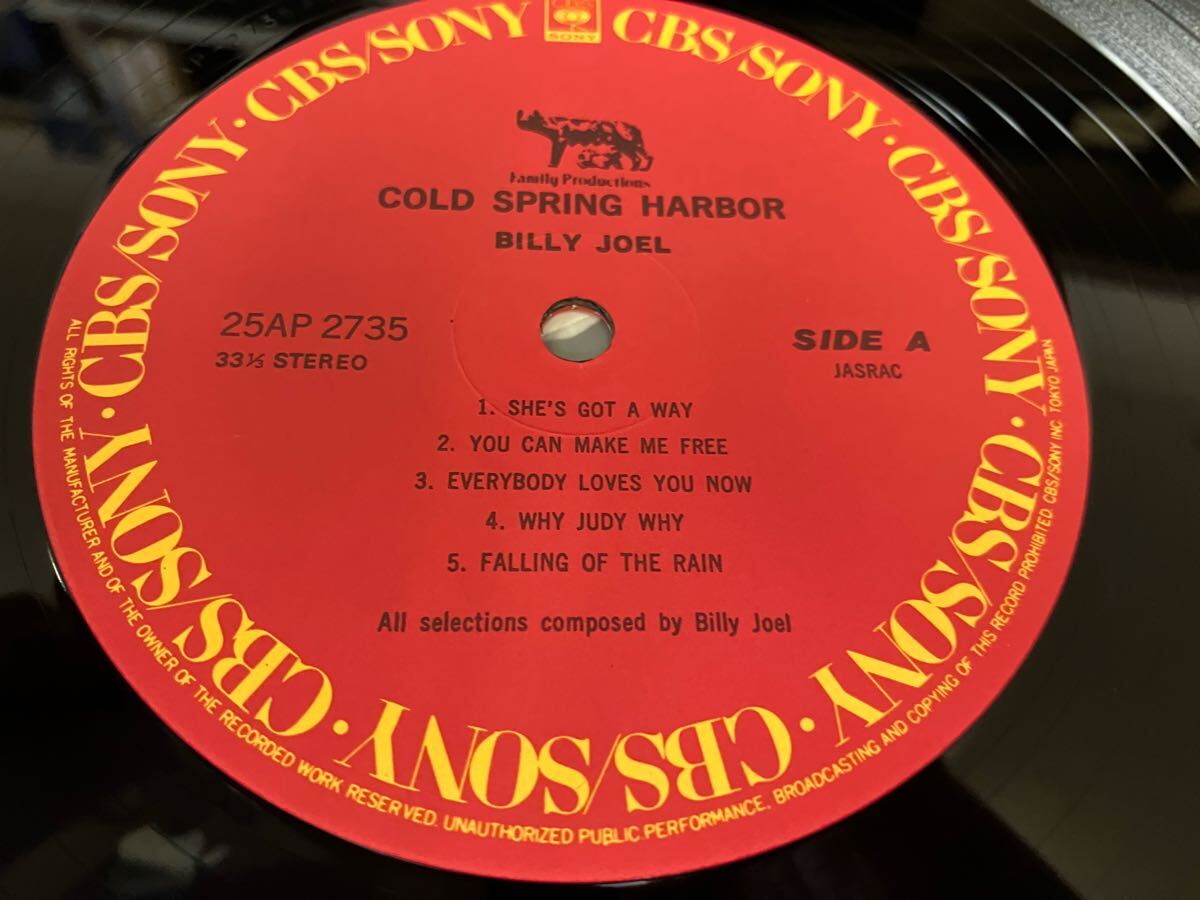 CBS
SONY
CBS/SONY · CBS/SONY · CBS/SONY · CBS/SONY · CBS/SONY · CBS/SONY · CBS/SONY · CBS/SONY
Family Productions
COLD SPRING HARBOR
BILLY JOEL
25AP 2735
33 1/3 STEREO
SIDE A
JASRAC
1. SHE'S GOT A WAY
2. YOU CAN MAKE ME FREE
3. EVERYBODY LOVES YOU NOW
4. WHY JUDY WHY
5. FALLING OF THE RAIN
All selections composed by Billy Joel
ALL RIGHTS OF THE MANUFACTURER AND OF THE OWNER OF THE RECORDED WORK RESERVED. UNAUTHORIZED PUBLIC PERFORMANCE, BROADCASTING AND COPYING OF THIS RECORD PROHIBITED. CBS/SONY INC. TOKYO JAPAN